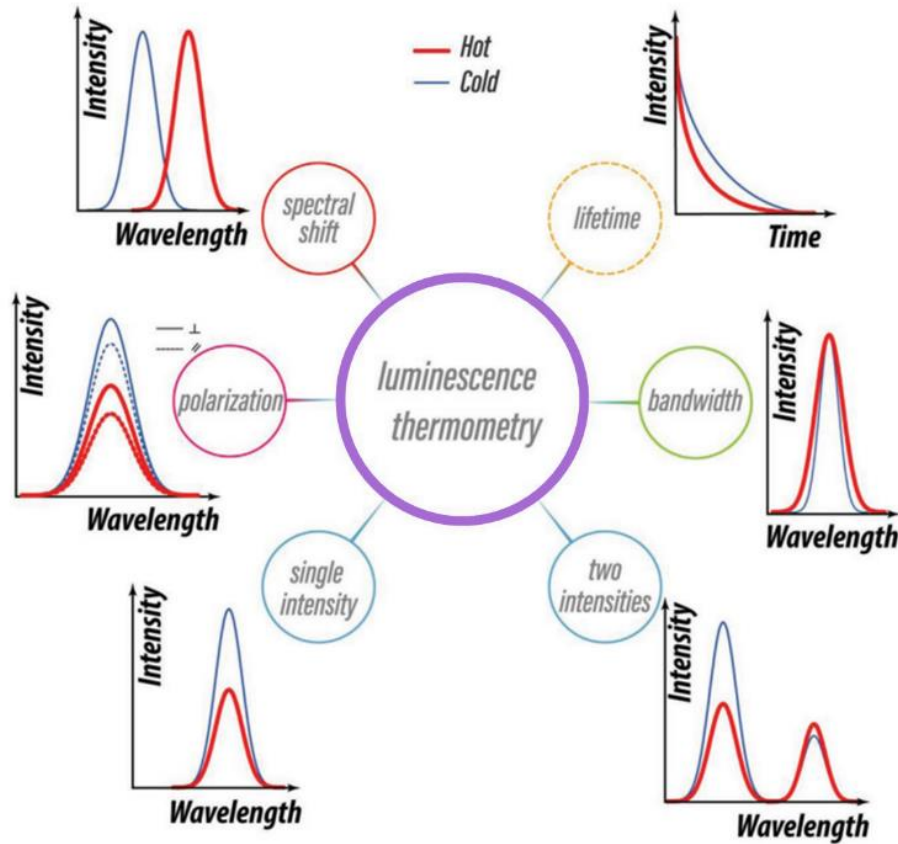 Intensity
Wavelength
Hot
Cold
Intensity
Time
spectral
shift
lifetime
Intensity
⊥
//
Wavelength
polarization
luminescence
thermometry
bandwidth
Intensity
Wavelength
single
intensity
two
intensities
Intensity
Wavelength
Intensity
Wavelength